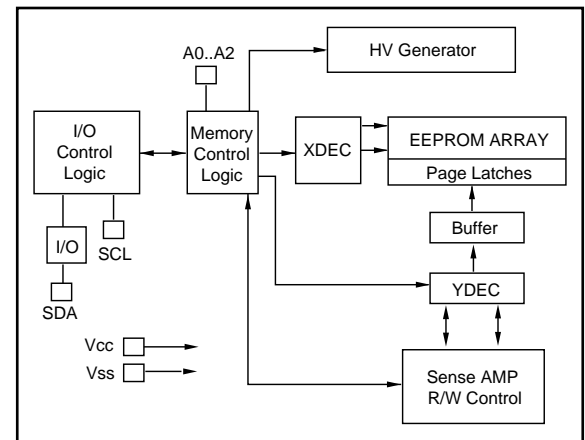 A0..A2
HV Generator
I/O
Control
Logic
Memory
Control
Logic
XDEC
EEPROM ARRAY
Page Latches
I/O
SCL
Buffer
SDA
YDEC
Vcc
Vss
Sense AMP
R/W Control